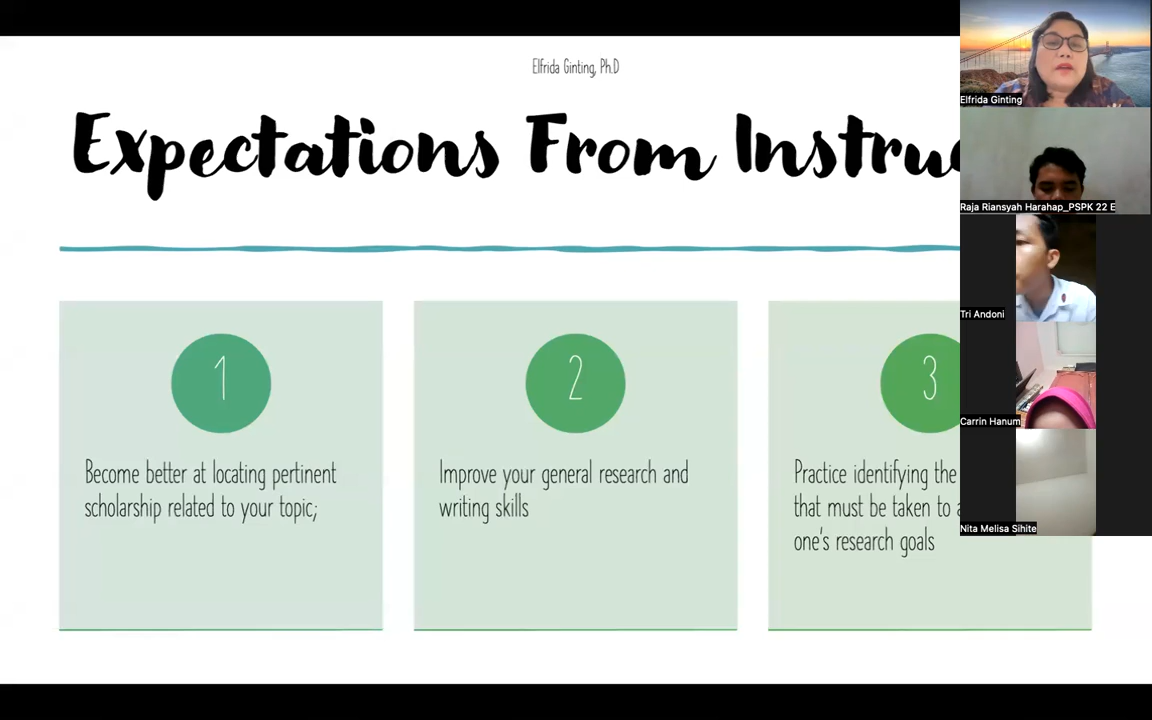 Elfrida Ginting, Ph.D
Expectations From Instruc
1
Become better at locating pertinent
scholarship related to your topic;
2
Improve your general research and
writing skills
3
Practice identifying the
that must be taken to
one's research goals
Elfrida Ginting
Raja Riansyah Harahap_PSPK 22 E
Tri Andoni
Carrin Hanum
Nita Melisa Sihite